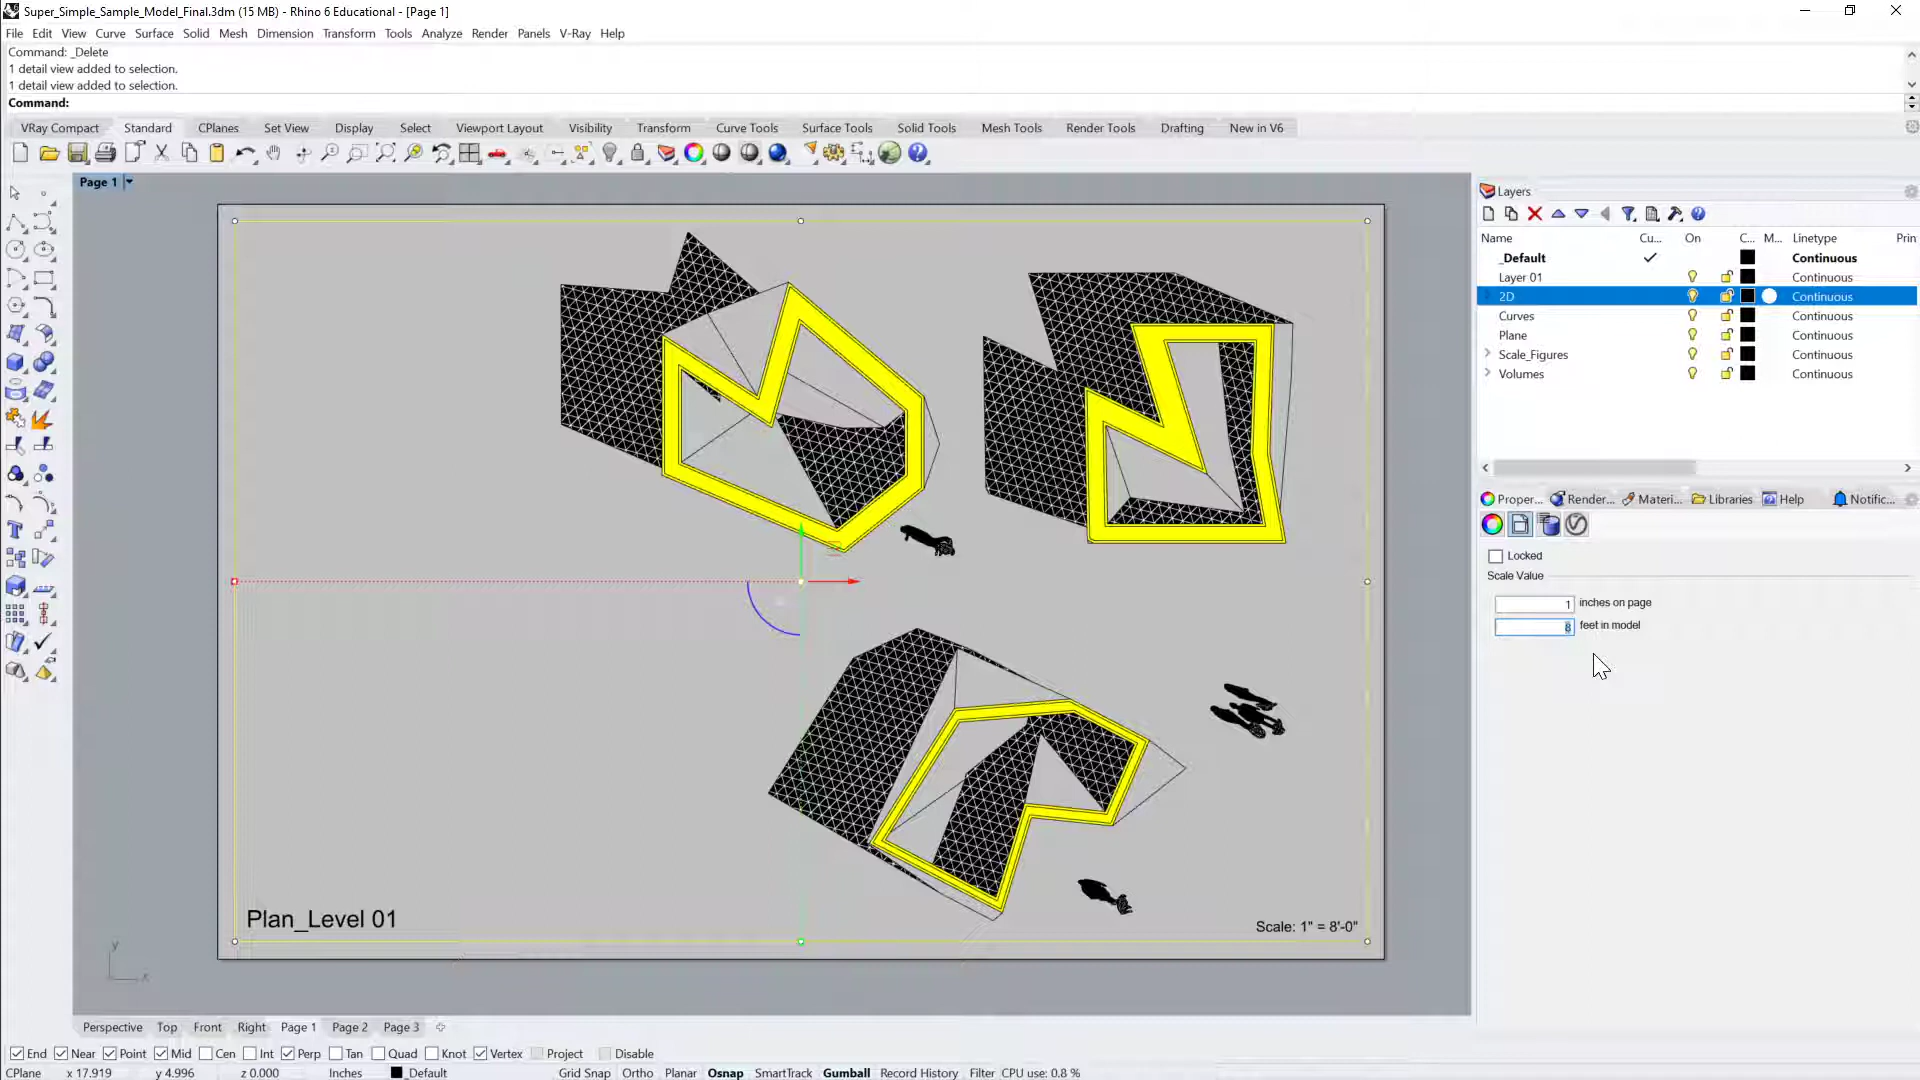 Super_Simple_Sample_Model_Final.3dm (15 MB) - Rhino 6 Educational - [Page 1]
File Edit View Curve Surface Solid Mesh Dimension Transform Tools Analyze Render Panels V-Ray Help
Command: _Delete
1 detail view added to selection.
1 detail view added to selection.
Command:
VRay Compact Standard CPlanes Set View Display Select Viewport Layout Visibility Transform Curve Tools Surface Tools Solid Tools Mesh Tools Render Tools Drafting New in V6
Page 1
Layers
Name Cu... On C... M... Linetype Prin
_Default Continuous
Layer 01 Continuous
2D Continuous
Curves Continuous
Plane Continuous
Scale_Figures Continuous
Volumes Continuous
Proper... Render... Materi... Libraries Help Notific...
Locked
Scale Value
1 inches on page
8 feet in model
Plan_Level 01
Scale: 1" = 8'-0"
y
x
Perspective Top Front Right Page 1 Page 2 Page 3
End Near Point Mid Cen Int Perp Tan Quad Knot Vertex Project Disable
CPlane x 17.919 y 4.996 z 0.000 Inches _Default Grid Snap Ortho Planar Osnap SmartTrack Gumball Record History Filter CPU use: 0.8 %